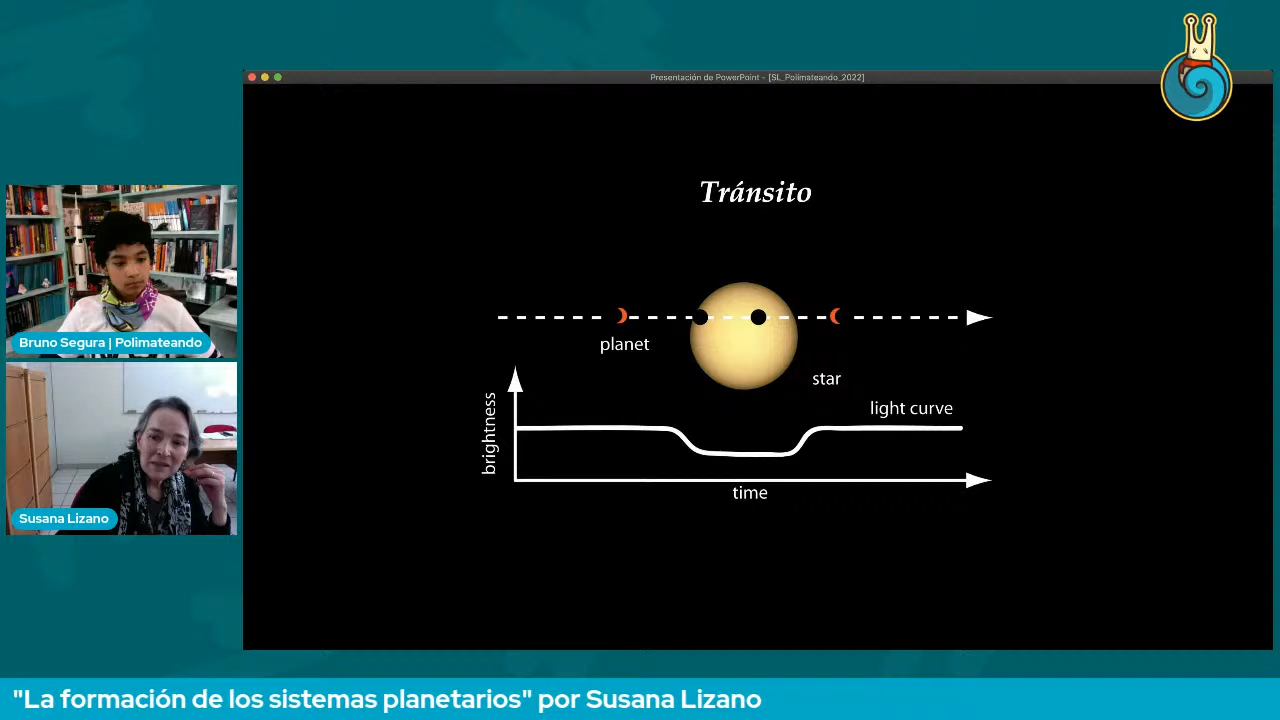 Presentación de PowerPoint - [SL_Polimateando_2022]
Tránsito
planet
star
light curve
brightness
time
Bruno Segura | Polimateando
Susana Lizano
"La formación de los sistemas planetarios" por Susana Lizano